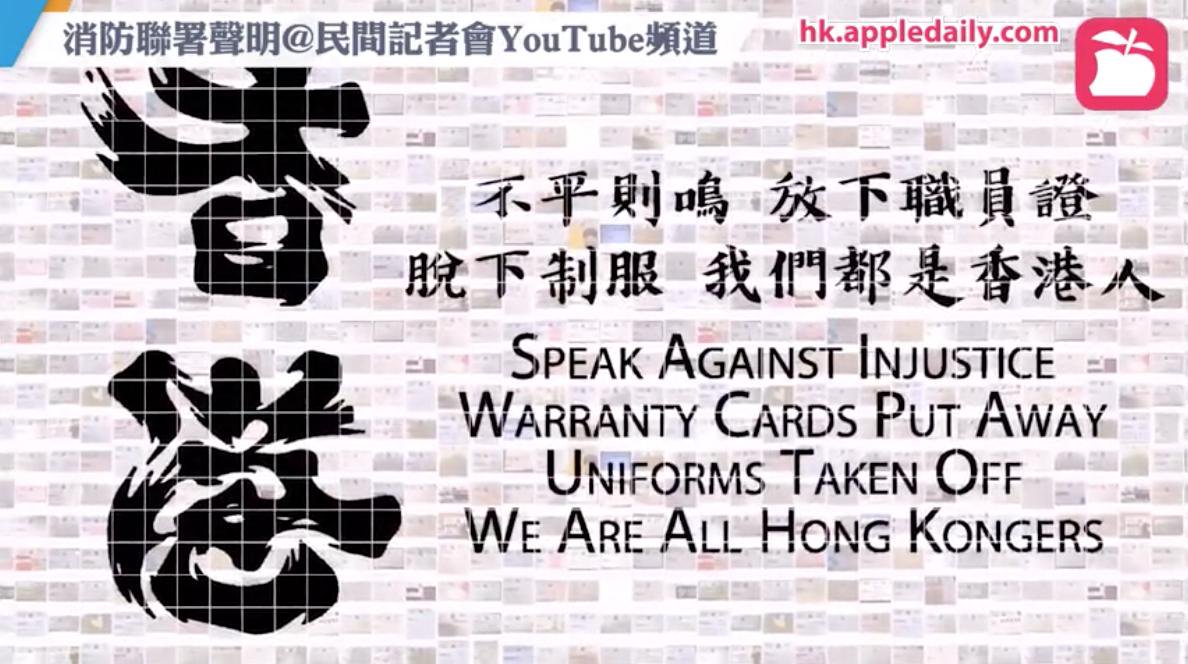 消防聯署聲明@民間記者會YouTube頻道
hk.appledaily.com
香港
不平則鳴 放下職員證
脫下制服 我們都是香港人
SPEAK AGAINST INJUSTICE
WARRANTY CARDS PUT AWAY
UNIFORMS TAKEN OFF
WE ARE ALL HONG KONGERS